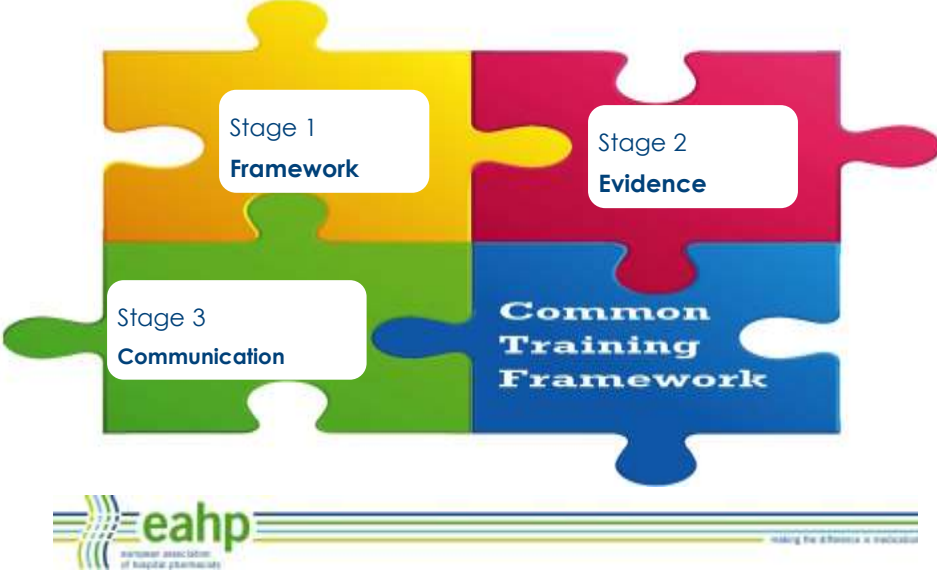 Stage 1
Framework
Stage 2
Evidence
Stage 3
Communication
Common
Training
Framework
eahp
european association
of hospital pharmacists
making the difference in medication